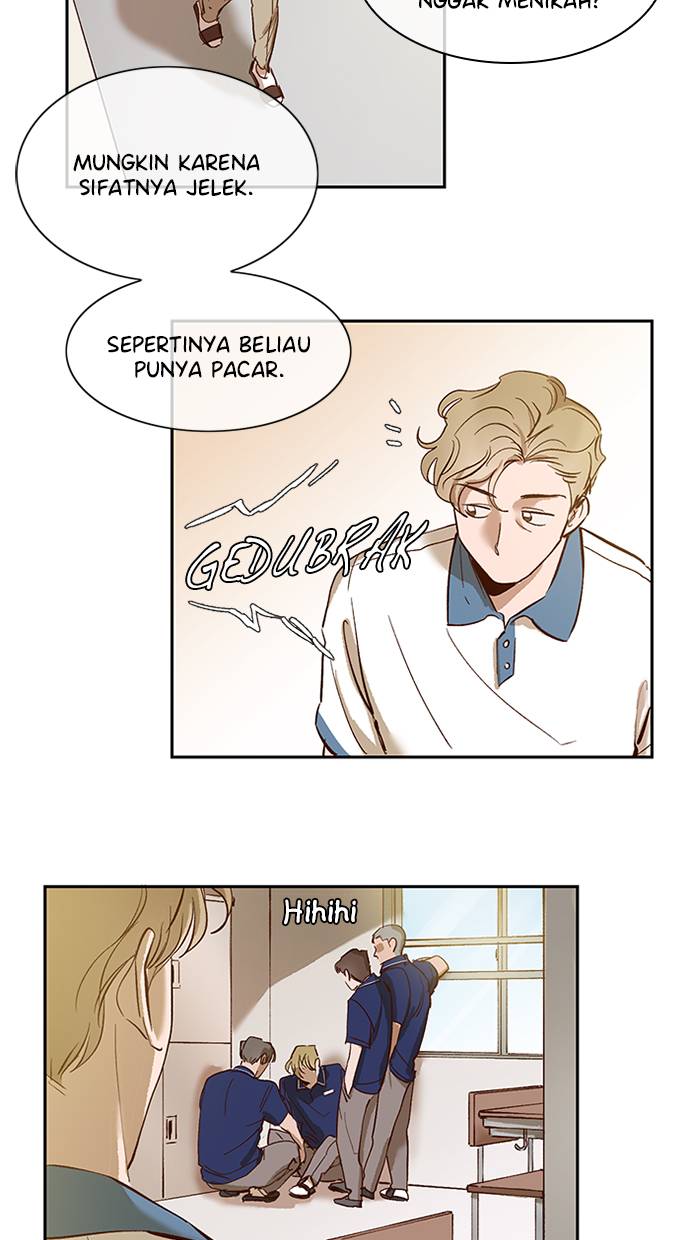 NGGAK MENIKAH?
MUNGKIN KARENA
SIFATNYA JELEK.
SEPERTINYA BELIAU
PUNYA PACAR.
GEDUBRAK
Hihihi